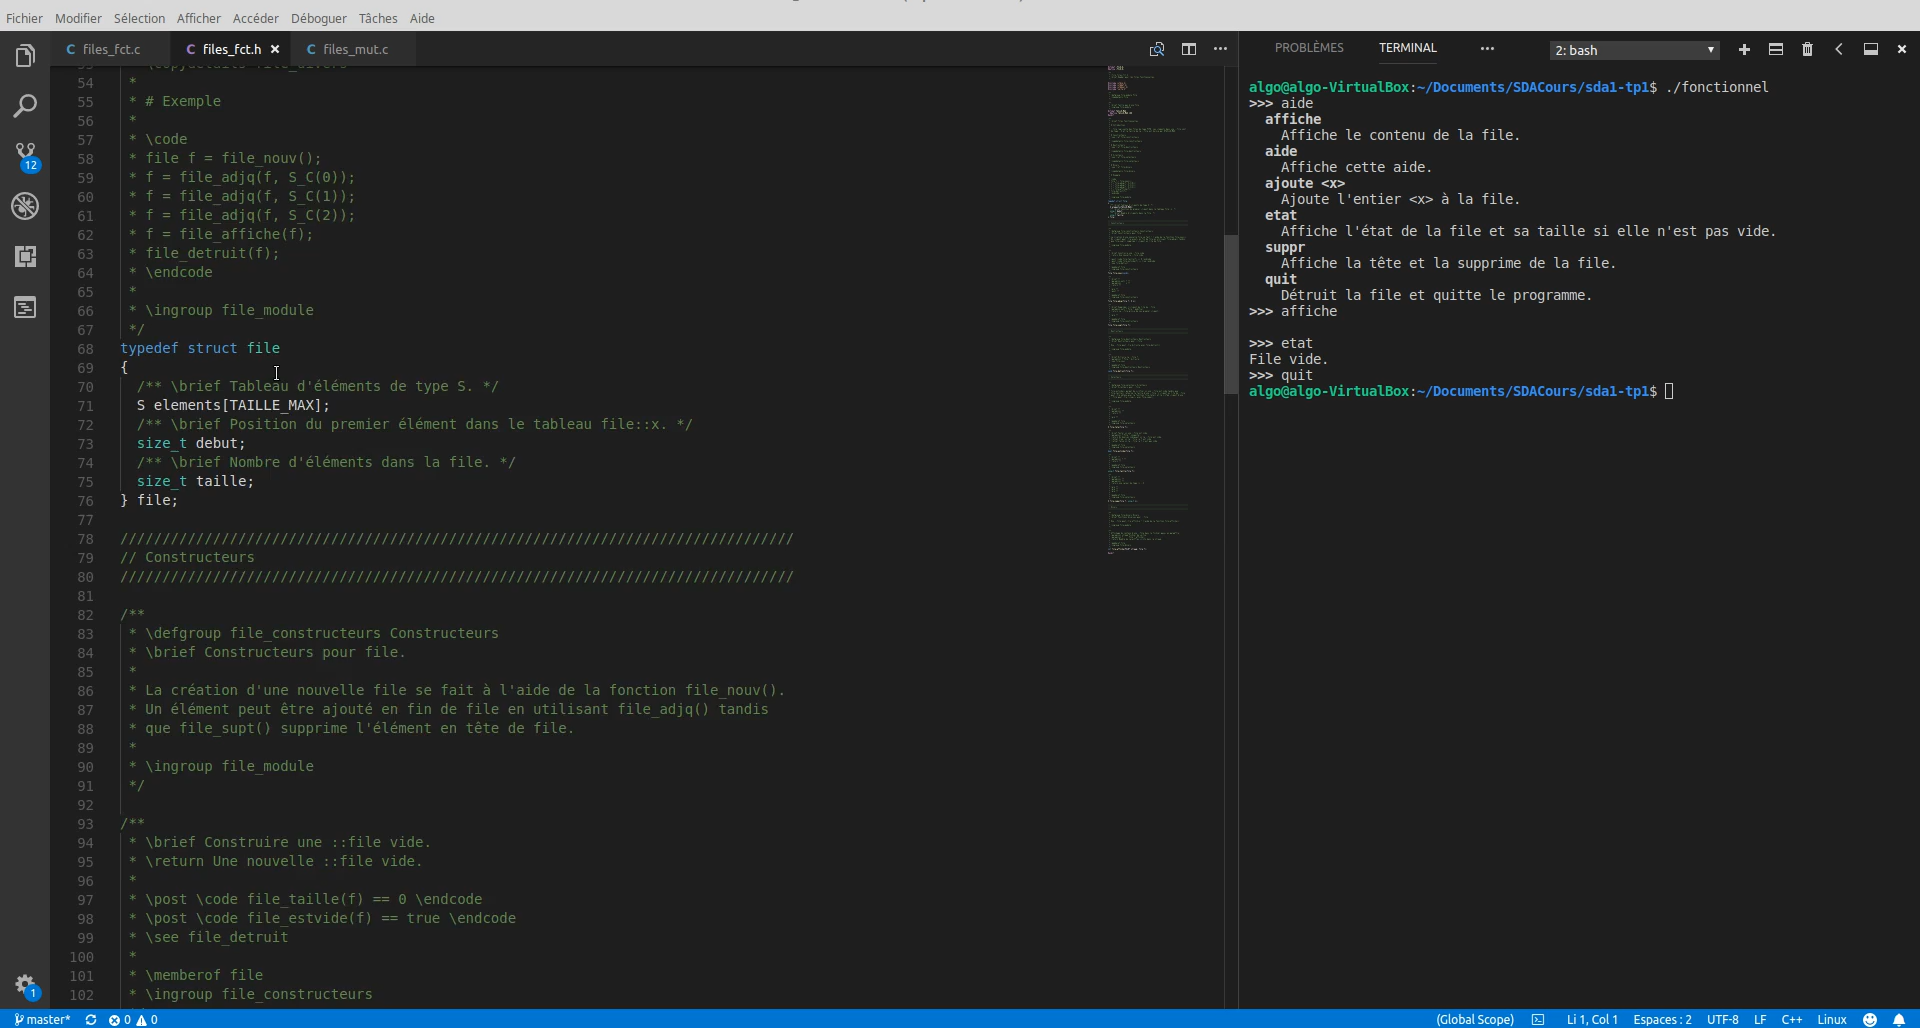 Fichier Modifier Sélection Afficher Accéder Déboguer Tâches Aide
files_fct.c files_fct.h files_mut.c
54 *
55 * # Exemple
56 *
57 * \code
58 * file f = file_nouv();
59 * f = file_adjq(f, S_C(0));
60 * f = file_adjq(f, S_C(1));
61 * f = file_adjq(f, S_C(2));
62 * f = file_affiche(f);
63 * file_detruit(f);
64 * \endcode
65 *
66 * \ingroup file_module
67 */
68 typedef struct file
69 {
70 /** \brief Tableau d'éléments de type S. */
71 S elements[TAILLE_MAX];
72 /** \brief Position du premier élément dans le tableau file::x. */
73 size_t debut;
74 /** \brief Nombre d'éléments dans la file. */
75 size_t taille;
76 } file;
77
78 ////////////////////////////////////////////////////////////////////////////////
79 // Constructeurs
80 ////////////////////////////////////////////////////////////////////////////////
81
82 /**
83 * \defgroup file_constructeurs Constructeurs
84 * \brief Constructeurs pour file.
85 *
86 * La création d'une nouvelle file se fait à l'aide de la fonction file_nouv().
87 * Un élément peut être ajouté en fin de file en utilisant file_adjq() tandis
88 * que file_supt() supprime l'élément en tête de file.
89 *
90 * \ingroup file_module
91 */
92
93 /**
94 * \brief Construire une ::file vide.
95 * \return Une nouvelle ::file vide.
96 *
97 * \post \code file_taille(f) == 0 \endcode
98 * \post \code file_estvide(f) == true \endcode
99 * \see file_detruit
100 *
101 * \memberof file
102 * \ingroup file_constructeurs
PROBLÈMES TERMINAL 2: bash
algo@algo-VirtualBox:~/Documents/SDACours/sda1-tp1$ ./fonctionnel
>>> aide
affiche
Affiche le contenu de la file.
aide
Affiche cette aide.
ajoute <x>
Ajoute l'entier <x> à la file.
etat
Affiche l'état de la file et sa taille si elle n'est pas vide.
suppr
Affiche la tête et la supprime de la file.
quit
Détruit la file et quitte le programme.
>>> affiche
>>> etat
File vide.
>>> quit
algo@algo-VirtualBox:~/Documents/SDACours/sda1-tp1$
12
1
master* 0 0 (Global Scope) Li 1, Col 1 Espaces : 2 UTF-8 LF C++ Linux